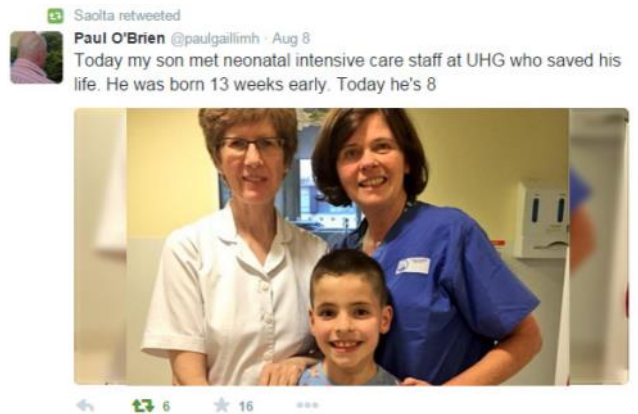 Saolta retweeted
Paul O'Brien @paulgaillimh · Aug 8
Today my son met neonatal intensive care staff at UHG who saved his
life. He was born 13 weeks early. Today he's 8
6 16